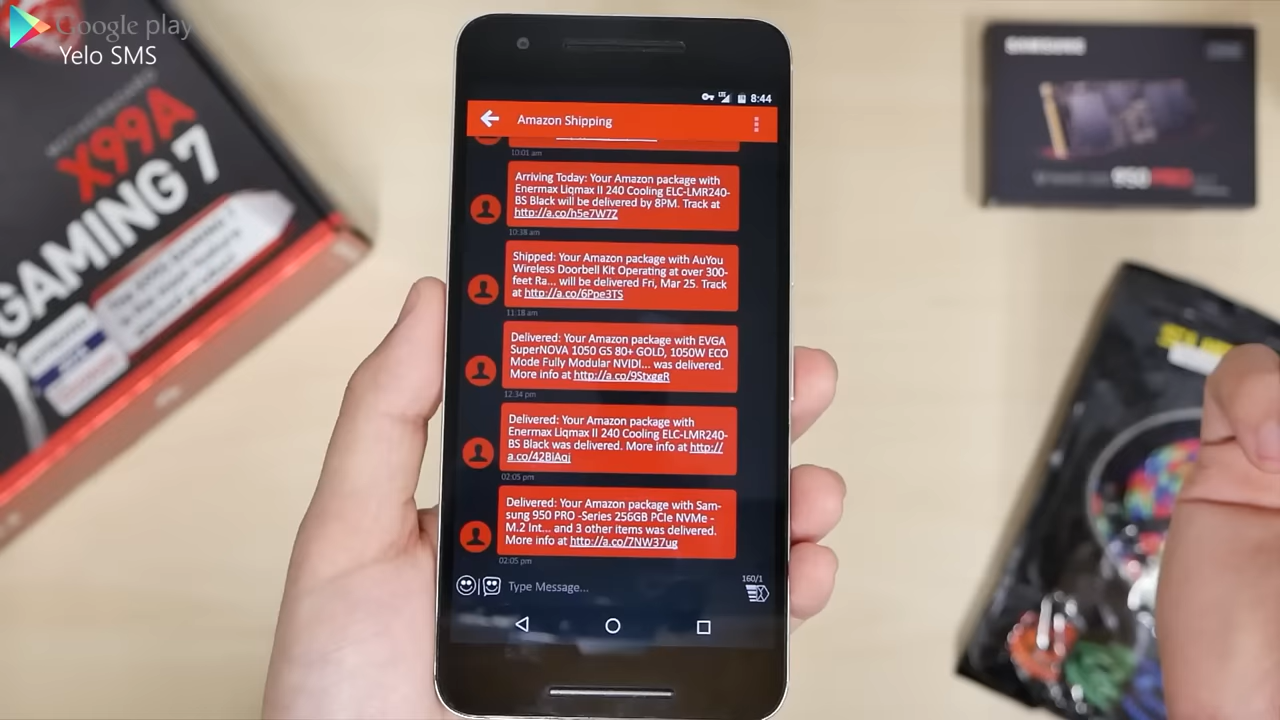 Google play
Yelo SMS
X99A
GAMING 7
SAMSUNG
950 PRO
8:44
Amazon Shipping
10:01 am
Arriving Today: Your Amazon package with
Enermax Liqmax II 240 Cooling ELC-LMR240-
BS Black will be delivered by 8PM. Track at
http://a.co/h5e7W7Z
10:38 am
Shipped: Your Amazon package with AuYou
Wireless Doorbell Kit Operating at over 300-
feet Ra... will be delivered Fri, Mar 25. Track
at http://a.co/6Ppe3TS
11:18 am
Delivered: Your Amazon package with EVGA
SuperNOVA 1050 GS 80+ GOLD, 1050W ECO
Mode Fully Modular NVIDI... was delivered.
More info at http://a.co/9StxggR
12:34 pm
Delivered: Your Amazon package with
Enermax Liqmax II 240 Cooling ELC-LMR240-
BS Black was delivered. More info at http://
a.co/42BiAqi
02:05 pm
Delivered: Your Amazon package with Sam-
sung 950 PRO -Series 256GB PCIe NVMe -
M.2 Int... and 3 other items was delivered.
More info at http://a.co/7NW37ug
02:05 pm
Type Message...
160/1